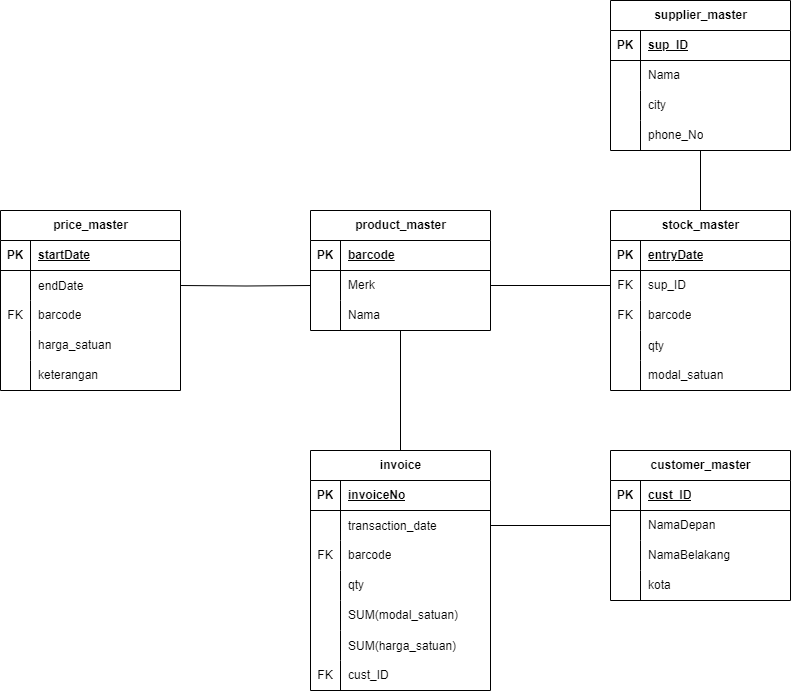 supplier_master
PK sup_ID
Nama
city
phone_No
price_master
PK startDate
endDate
FK barcode
harga_satuan
keterangan
product_master
PK barcode
Merk
Nama
stock_master
PK entryDate
FK sup_ID
FK barcode
qty
modal_satuan
invoice
PK invoiceNo
transaction_date
FK barcode
qty
SUM(modal_satuan)
SUM(harga_satuan)
FK cust_ID
customer_master
PK cust_ID
NamaDepan
NamaBelakang
kota